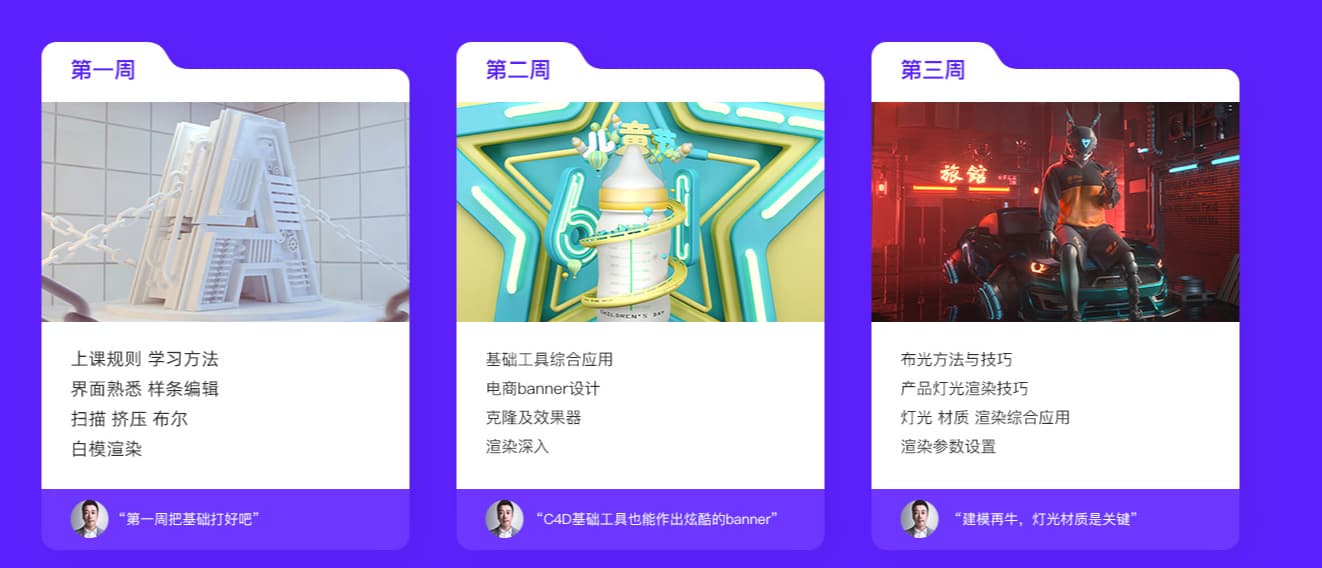 第一周
上课规则 学习方法
界面熟悉 样条编辑
扫描 挤压 布尔
白模渲染
“第一周把基础打好吧”
第二周
儿童节
61
CHILDREN'S DAY
基础工具综合应用
电商banner设计
克隆及效果器
渲染深入
“C4D基础工具也能作出炫酷的banner”
第三周
旅馆
布光方法与技巧
产品灯光渲染技巧
灯光 材质 渲染综合应用
渲染参数设置
“建模再牛，灯光材质是关键”